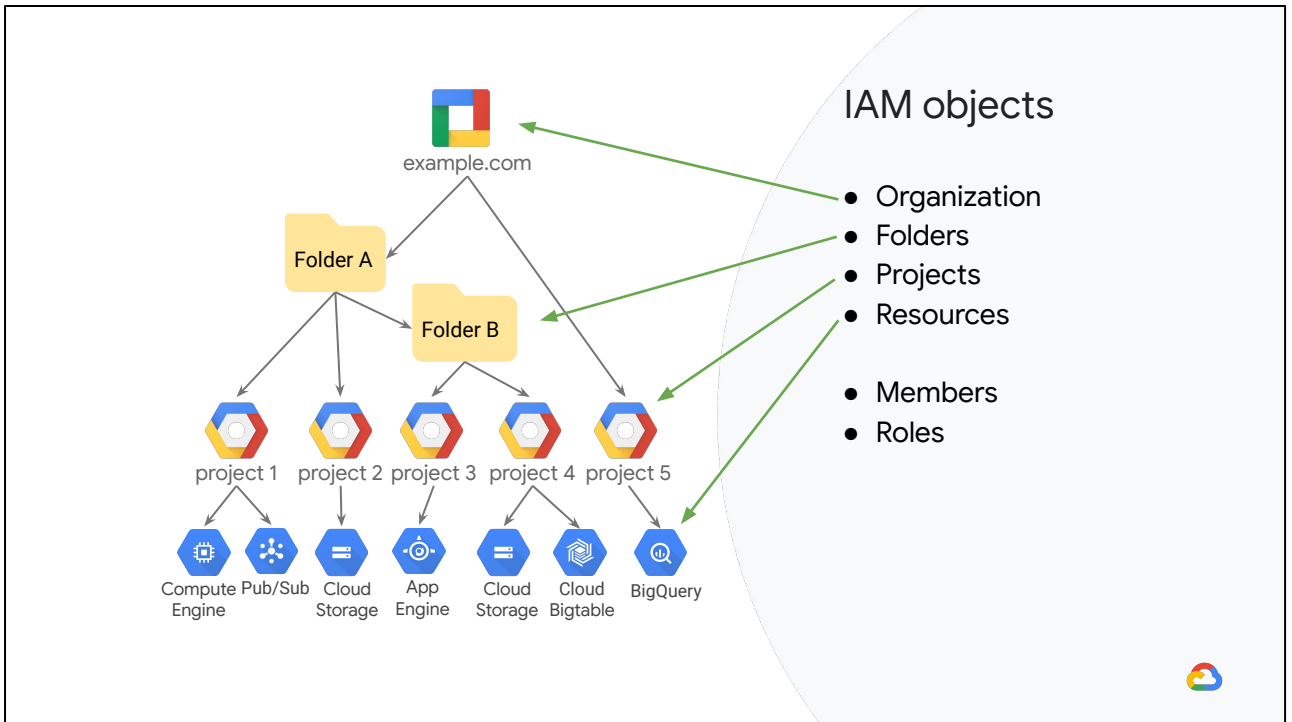 IAM objects
example.com
● Organization
● Folders
● Projects
● Resources
● Members
● Roles
Folder A
Folder B
project 1
project 2
project 3
project 4
project 5
Compute
Engine
Pub/Sub
Cloud
Storage
App
Engine
Cloud
Storage
Cloud
Bigtable
BigQuery